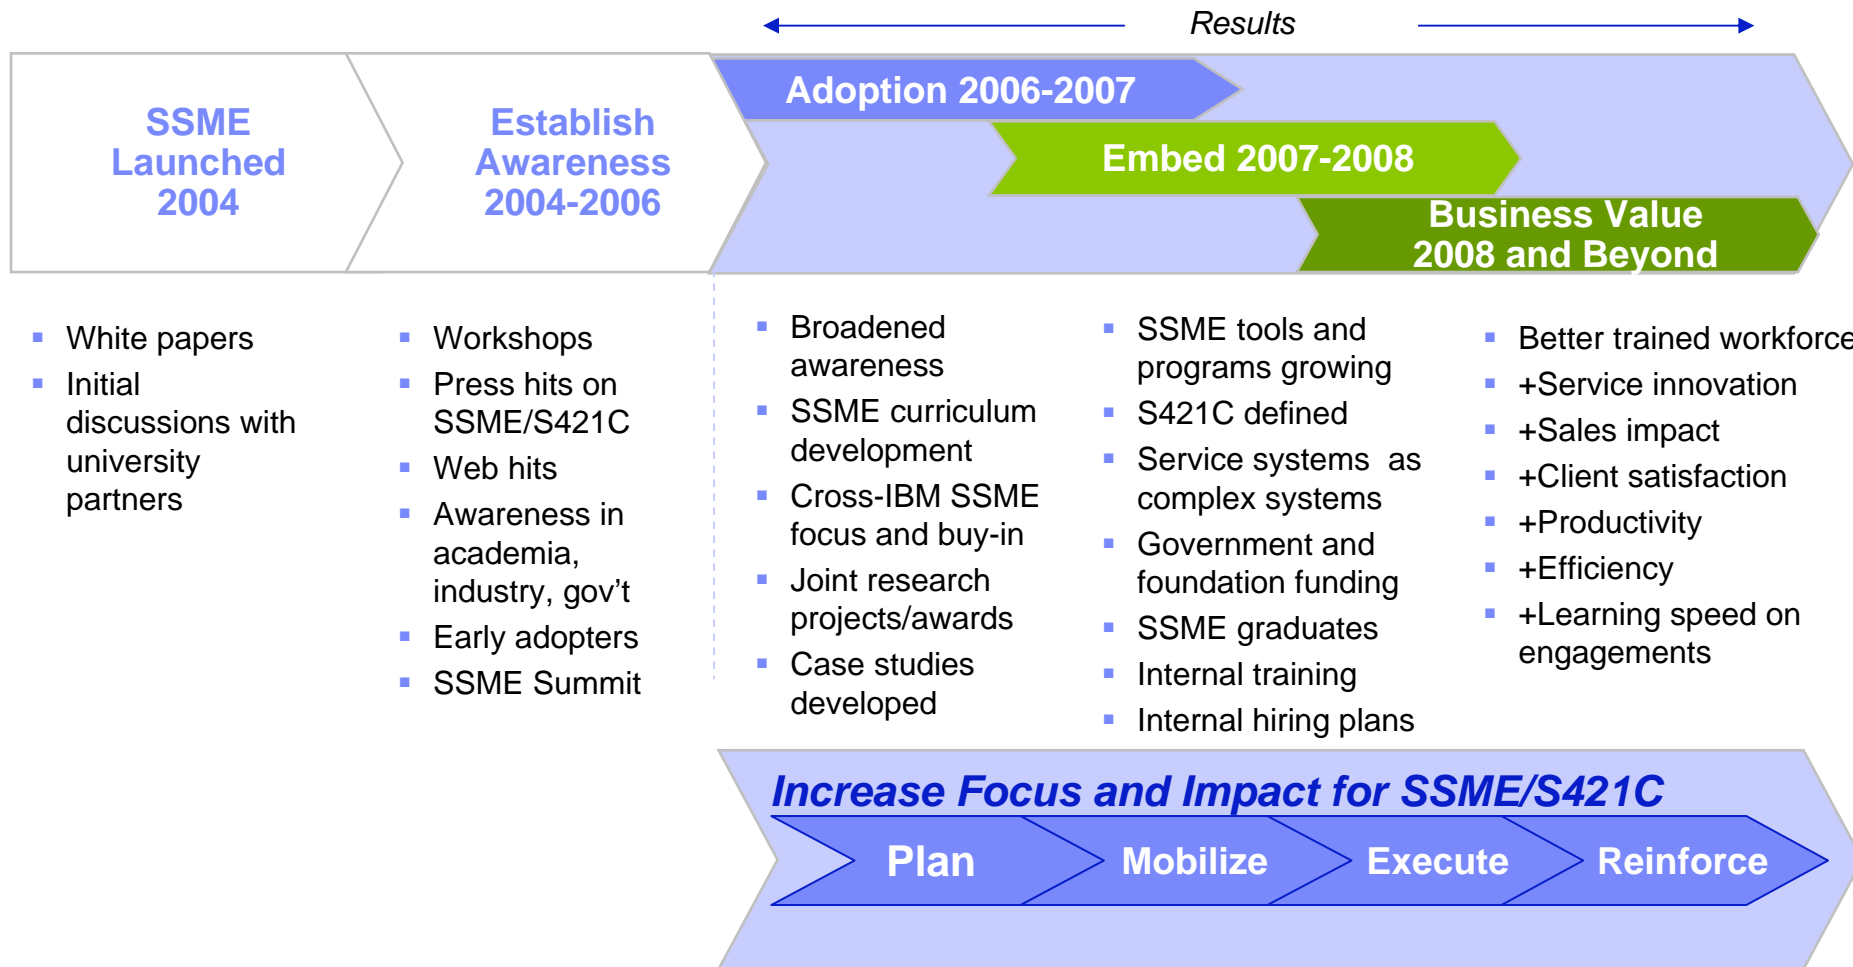 Results
SSME
Launched
2004
Establish
Awareness
2004-2006
Adoption 2006-2007
Embed 2007-2008
Business Value
2008 and Beyond
White papers
Initial
discussions with
university
partners
Workshops
Press hits on
SSME/S421C
Web hits
Awareness in
academia,
industry, gov't
Early adopters
SSME Summit
Broadened
awareness
SSME curriculum
development
Cross-IBM SSME
focus and buy-in
Joint research
projects/awards
Case studies
developed
SSME tools and
programs growing
S421C defined
Service systems as
complex systems
Government and
foundation funding
SSME graduates
Internal training
Internal hiring plans
Better trained workforce
+Service innovation
+Sales impact
+Client satisfaction
+Productivity
+Efficiency
+Learning speed on
engagements
Increase Focus and Impact for SSME/S421C
Plan
Mobilize
Execute
Reinforce